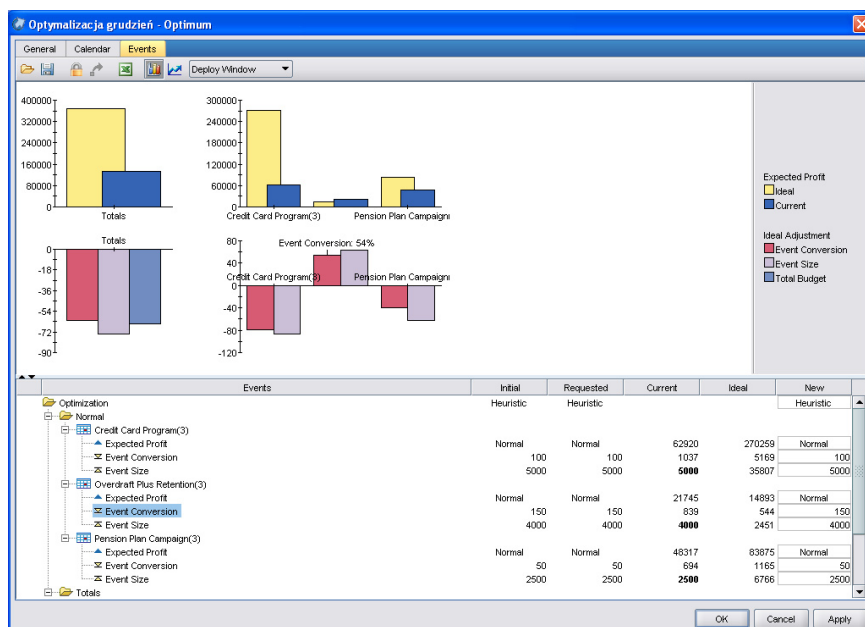 Optymalizacja grudzień - Optimum
General Calendar Events
Deploy Window
400000
320000
240000
160000
80000
0
Totals
300000
240000
180000
120000
60000
0
Credit Card Program(3) Pension Plan Campaign
Expected Profit
Ideal
Current
Ideal Adjustment
Event Conversion
Event Size
Total Budget
Totals
0
-18
-36
-54
-72
-90
Event Conversion: 54%
80
40
0
-40
-80
-120
Credit Card Program(3) Pension Plan Campaign
Events Initial Requested Current Ideal New
Optimization Heuristic Heuristic Heuristic
Normal
Credit Card Program(3)
Expected Profit Normal Normal 62920 270259 Normal
Event Conversion 100 100 1037 5169 100
Event Size 5000 5000 5000 35807 5000
Overdraft Plus Retention(3)
Expected Profit Normal Normal 21745 14893 Normal
Event Conversion 150 150 839 544 150
Event Size 4000 4000 4000 2451 4000
Pension Plan Campaign(3)
Expected Profit Normal Normal 48317 83875 Normal
Event Conversion 50 50 694 1165 50
Event Size 2500 2500 2500 6766 2500
Totals
OK Cancel Apply